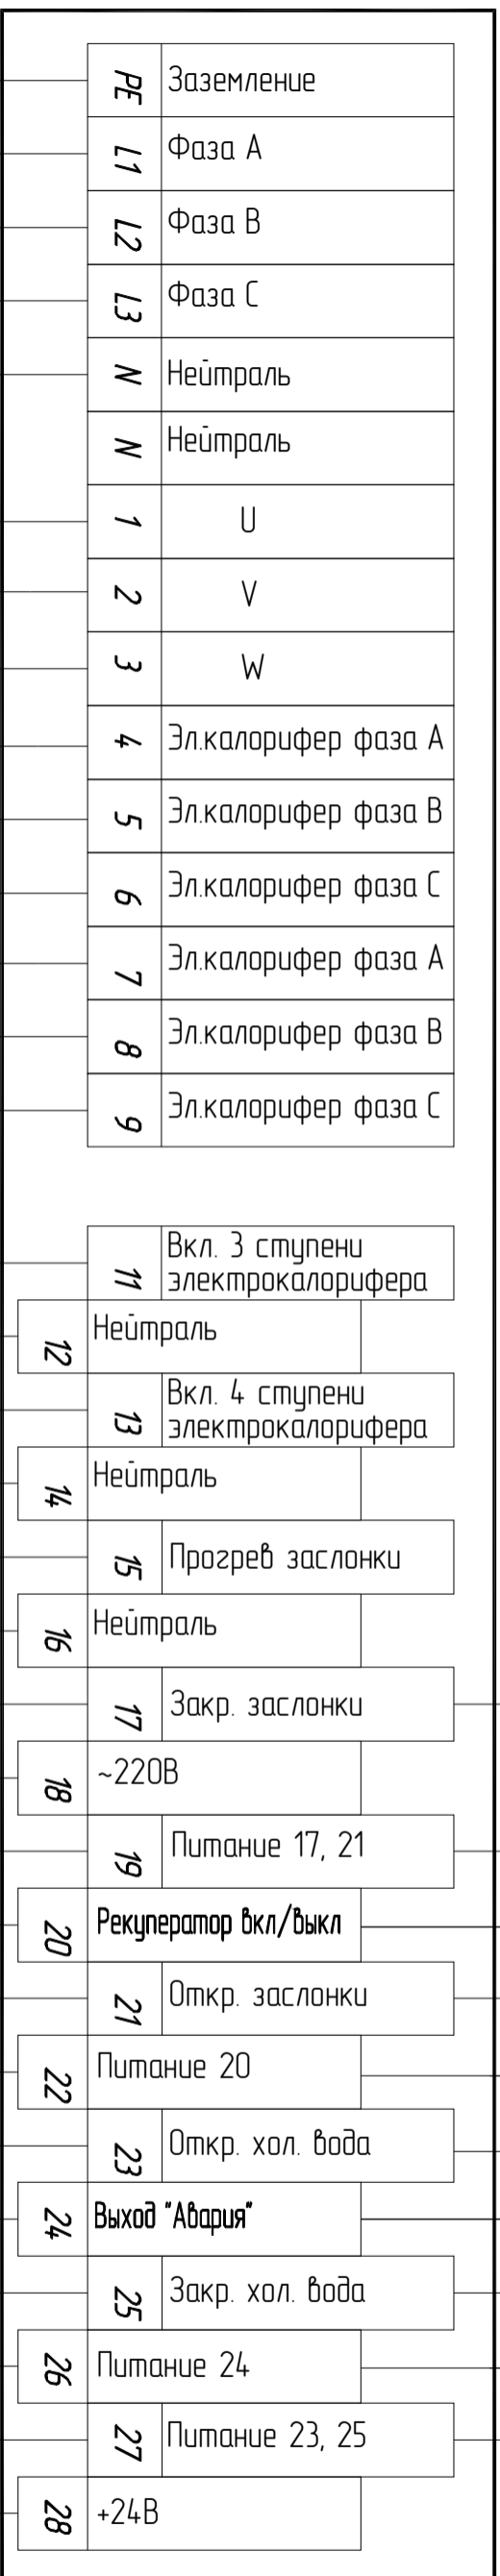 PE Заземление
L1 Фаза А
L2 Фаза В
L3 Фаза С
N Нейтраль
N Нейтраль
1 U
2 V
3 W
4 Эл.калорифер фаза А
5 Эл.калорифер фаза В
6 Эл.калорифер фаза С
7 Эл.калорифер фаза А
8 Эл.калорифер фаза В
9 Эл.калорифер фаза С
11 Вкл. 3 ступени
электрокалорифера
12 Нейтраль
13 Вкл. 4 ступени
электрокалорифера
14 Нейтраль
15 Прогрев заслонки
16 Нейтраль
17 Закр. заслонки
18 ~220В
19 Питание 17, 21
20 Рекуператор вкл/выкл
21 Откр. заслонки
22 Питание 20
23 Откр. хол. вода
24 Выход "Авария"
25 Закр. хол. вода
26 Питание 24
27 Питание 23, 25
28 +24В